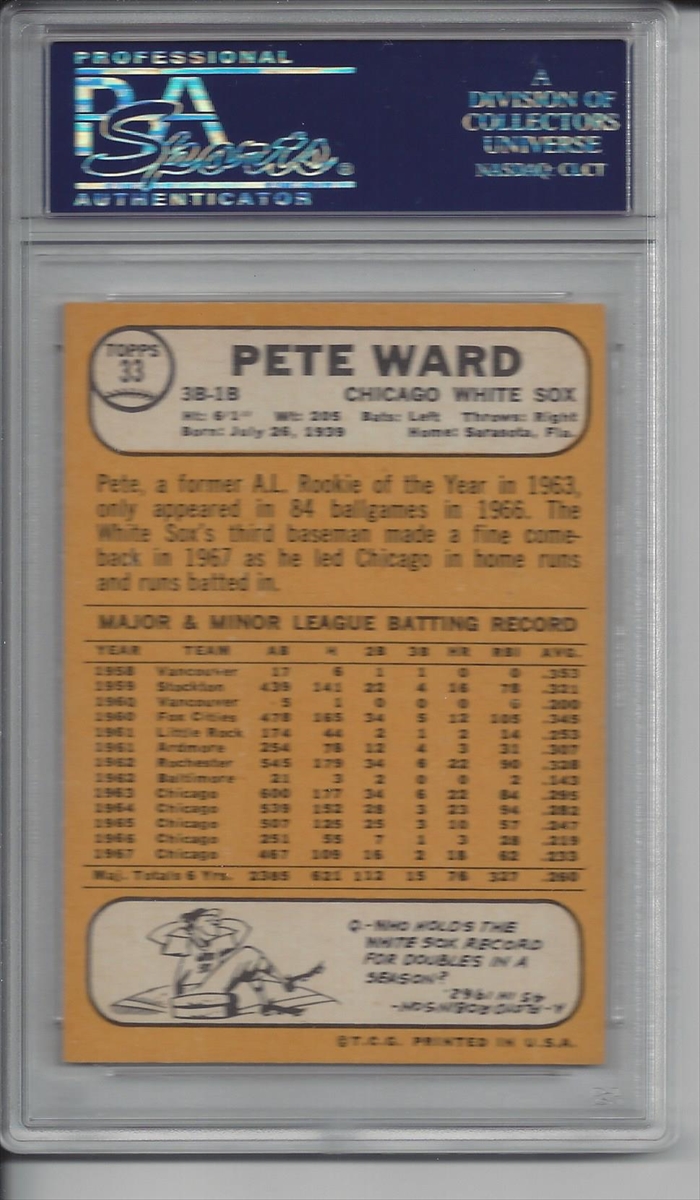 PROFESSIONAL
PSA
Sports®
AUTHENTICATOR
A
DIVISION OF
COLLECTORS
UNIVERSE
NASDAQ: CLCT
TOPPS
33
PETE WARD
3B-1B CHICAGO WHITE SOX
Ht: 6'1" Wt: 205 Bats: Left Throws: Right
Born: July 26, 1939 Home: Sarasota, Fla.
Pete, a former A.L. Rookie of the Year in 1963,
only appeared in 84 ballgames in 1966. The
White Sox's third baseman made a fine come-
back in 1967 as he led Chicago in home runs
and runs batted in.
MAJOR & MINOR LEAGUE BATTING RECORD
YEAR TEAM AB H 2B 3B HR RBI AVG.
1958 Vancouver 17 6 1 1 0 0 .353
1959 Stockton 439 141 22 4 16 78 .321
1960 Vancouver 5 1 0 0 0 0 .200
1960 Fox Cities 478 165 34 5 12 105 .345
1961 Little Rock 174 44 2 1 2 14 .253
1961 Ardmore 254 78 12 4 3 31 .307
1962 Rochester 545 179 34 6 22 90 .328
1962 Baltimore 21 3 2 0 0 2 .143
1963 Chicago 600 177 34 6 22 84 .295
1964 Chicago 539 152 28 3 23 94 .282
1965 Chicago 507 125 25 3 10 57 .247
1966 Chicago 251 55 7 1 3 28 .219
1967 Chicago 467 109 16 2 18 62 .233
Maj. Totals 6 Yrs. 2385 621 112 15 76 327 .260
Q.-WHO HOLDS THE
WHITE SOX RECORD
FOR DOUBLES IN A
SEASON?
A-FLOYD ROBINSON-
45 IN 1962.
©T.C.G. PRINTED IN U.S.A.